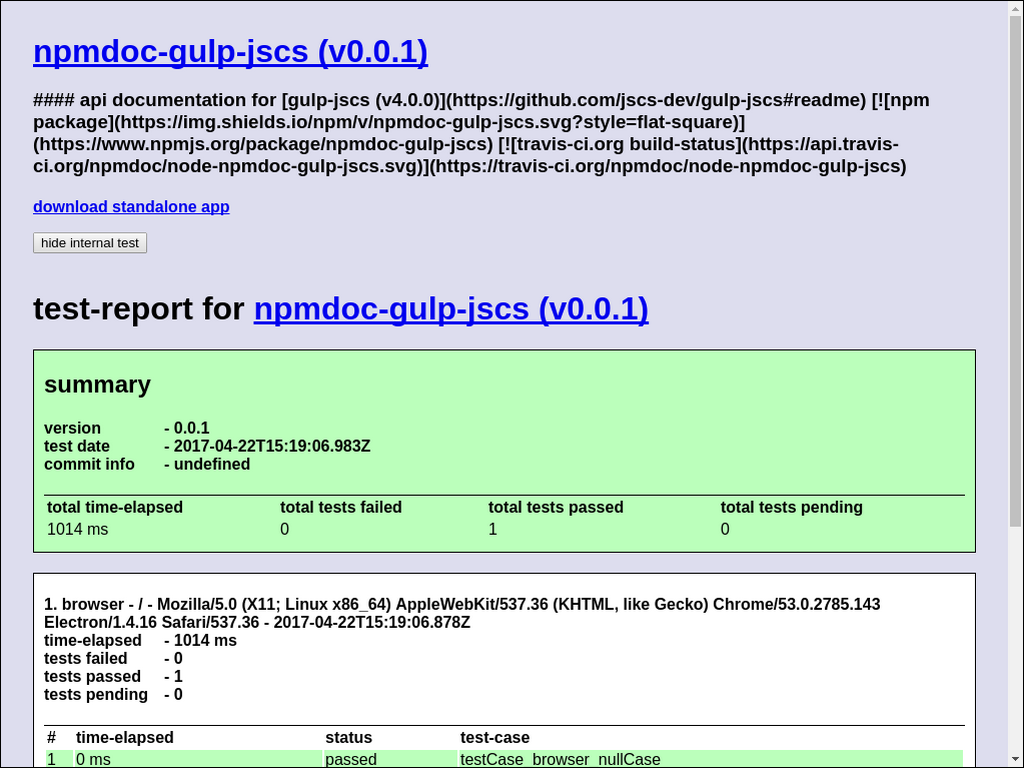 npmdoc-gulp-jscs (v0.0.1)
#### api documentation for [gulp-jscs (v4.0.0)](https://github.com/jscs-dev/gulp-jscs#readme) [![npm
package](https://img.shields.io/npm/v/npmdoc-gulp-jscs.svg?style=flat-square)]
(https://www.npmjs.org/package/npmdoc-gulp-jscs) [![travis-ci.org build-status](https://api.travis-
ci.org/npmdoc/node-npmdoc-gulp-jscs.svg)](https://travis-ci.org/npmdoc/node-npmdoc-gulp-jscs)
download standalone app
hide internal test
test-report for npmdoc-gulp-jscs (v0.0.1)
summary
version - 0.0.1
test date - 2017-04-22T15:19:06.983Z
commit info - undefined
total time-elapsed total tests failed total tests passed total tests pending
1014 ms 0 1 0
1. browser - / - Mozilla/5.0 (X11; Linux x86_64) AppleWebKit/537.36 (KHTML, like Gecko) Chrome/53.0.2785.143
Electron/1.4.16 Safari/537.36 - 2017-04-22T15:19:06.878Z
time-elapsed - 1014 ms
tests failed - 0
tests passed - 1
tests pending - 0
# time-elapsed status test-case
1 0 ms passed testCase_browser_nullCase